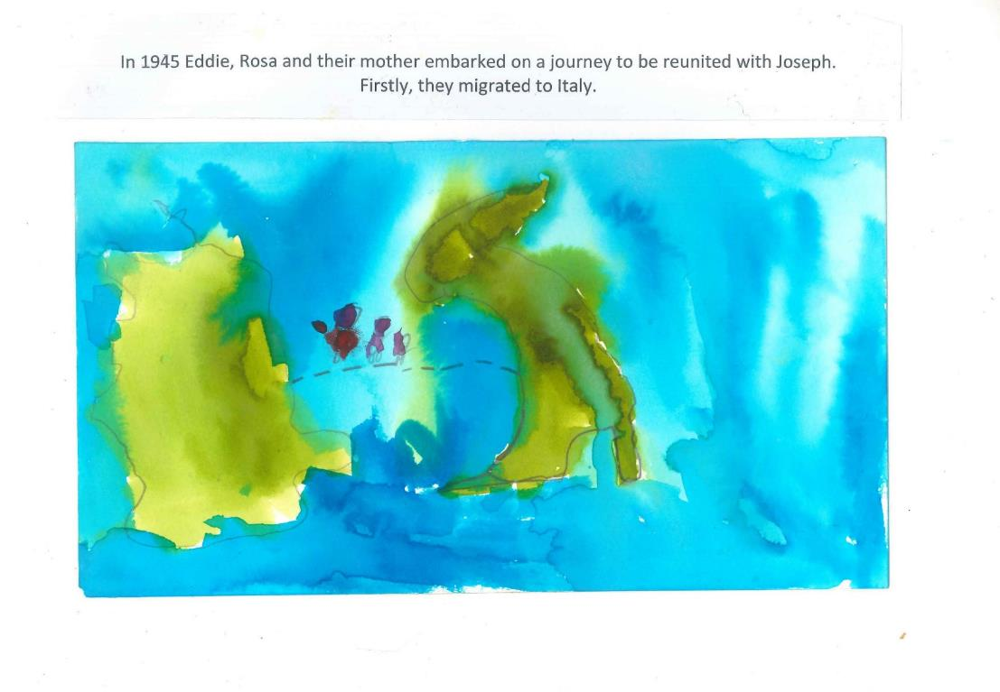 In 1945 Eddie, Rosa and their mother embarked on a journey to be reunited with Joseph.
Firstly, they migrated to Italy.